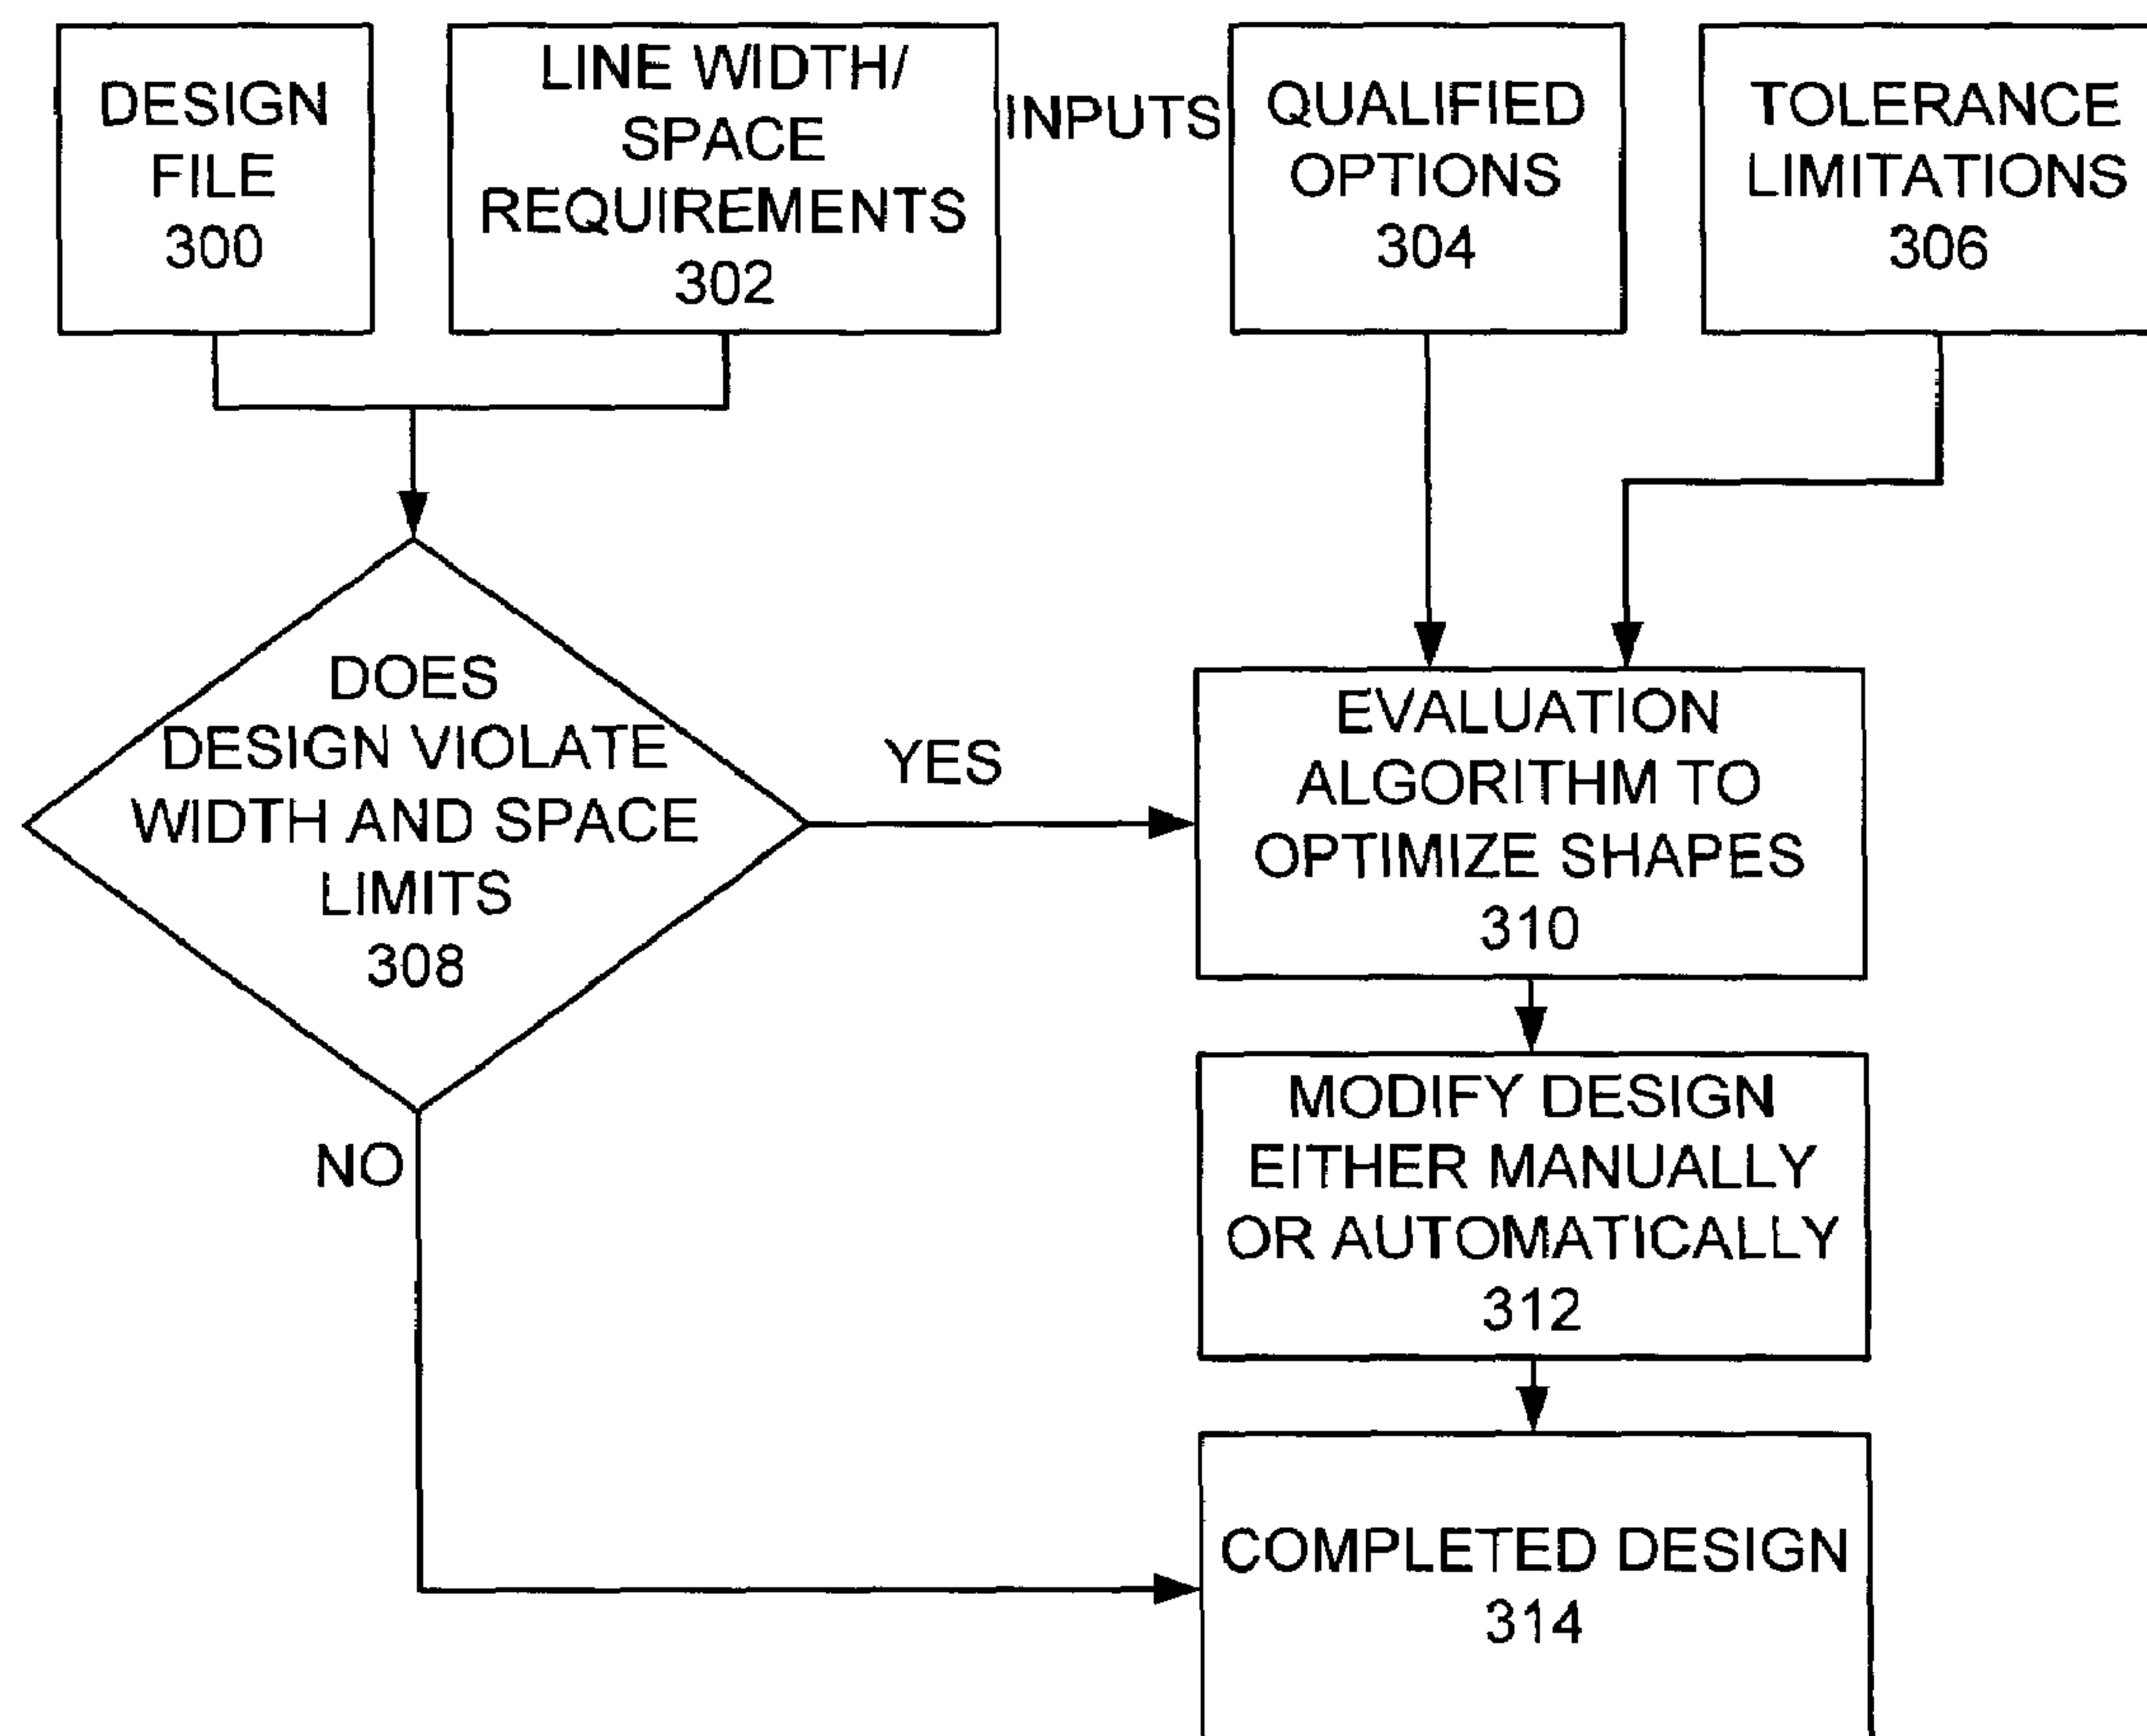 DESIGN
FILE
300
LINE WIDTH/
SPACE
REQUIREMENTS
302
INPUTS
QUALIFIED
OPTIONS
304
TOLERANCE
LIMITATIONS
306
DOES
DESIGN VIOLATE
WIDTH AND SPACE
LIMITS
308
YES
NO
EVALUATION
ALGORITHM TO
OPTIMIZE SHAPES
310
MODIFY DESIGN
EITHER MANUALLY
OR AUTOMATICALLY
312
COMPLETED DESIGN
314